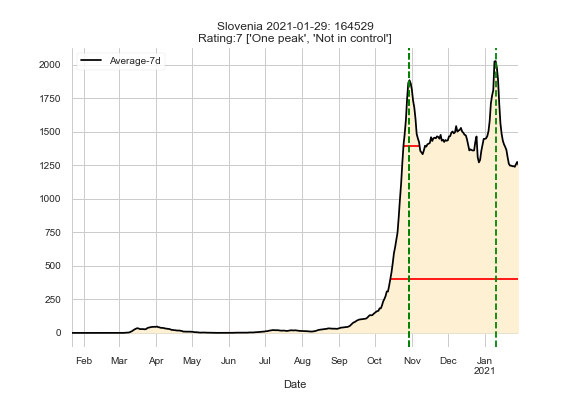 Slovenia 2021-01-29: 164529
Rating:7 ['One peak', 'Not in control']
Average-7d
2000
1750
1500
1250
1000
750
500
250
0
Feb Mar Apr May Jun Jul Aug Sep Oct Nov Dec Jan
2021
Date